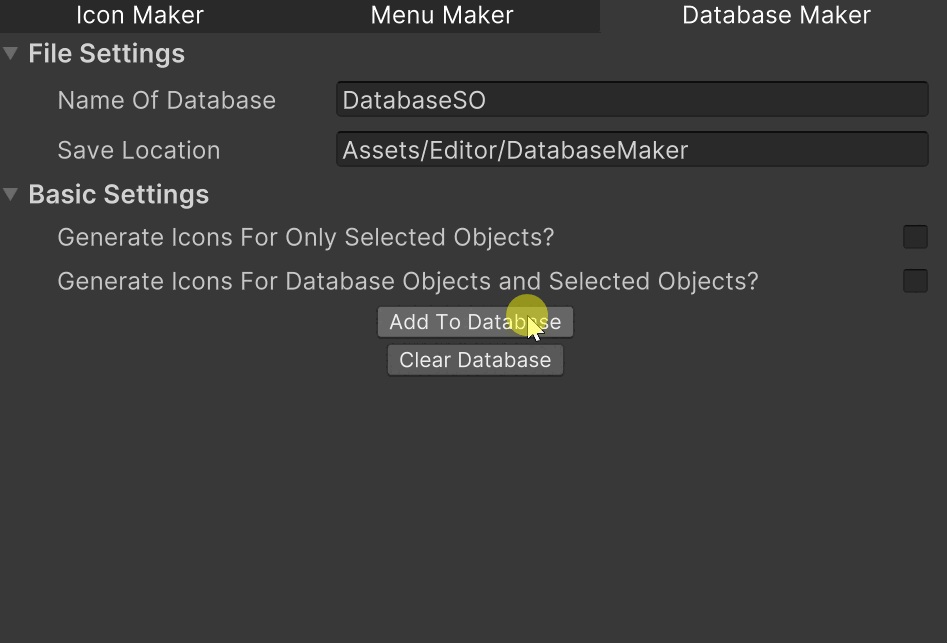 Icon Maker Menu Maker Database Maker
File Settings
Name Of Database DatabaseSO
Save Location Assets/Editor/DatabaseMaker
Basic Settings
Generate Icons For Only Selected Objects?
Generate Icons For Database Objects and Selected Objects?
Add To Database
Clear Database